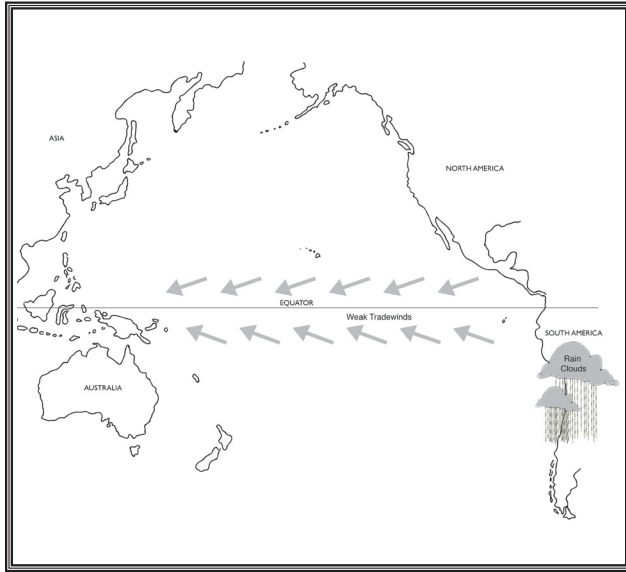 ASIA
NORTH AMERICA
EQUATOR
Weak Tradewinds
SOUTH AMERICA
Rain
Clouds
AUSTRALIA